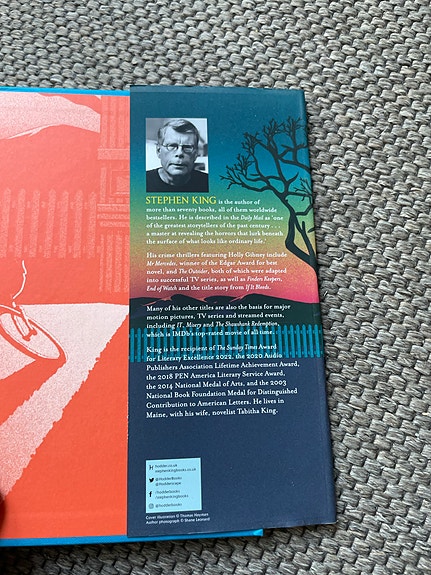 STEPHEN KING is the author of
more than seventy books, all of them worldwide
bestsellers. He is described in the Daily Mail as 'one
of the greatest storytellers of the past century . . .
a master at revealing the horrors that lurk beneath
the surface of what looks like ordinary life.'
His crime thrillers featuring Holly Gibney include
Mr Mercedes, winner of the Edgar Award for best
novel, and The Outsider, both of which were adapted
into successful TV series, as well as Finders Keepers,
End of Watch and the title story from If It Bleeds.
Many of his other titles are also the basis for major
motion pictures, TV series and streamed events,
including IT, Misery and The Shawshank Redemption,
which is IMDb's top-rated movie of all time.
King is the recipient of The Sunday Times Award
for Literary Excellence 2022, the 2020 Audio
Publishers Association Lifetime Achievement Award,
the 2018 PEN America Literary Service Award,
the 2014 National Medal of Arts, and the 2003
National Book Foundation Medal for Distinguished
Contribution to American Letters. He lives in
Maine, with his wife, novelist Tabitha King.
hodder.co.uk
stephenkingbooks.co.uk
@HodderBooks
@Hodderscape
/hodderbooks
/stephenkingbooks
@hodderbooks
Cover illustration © Thomas Hayman
Author photograph © Shane Leonard